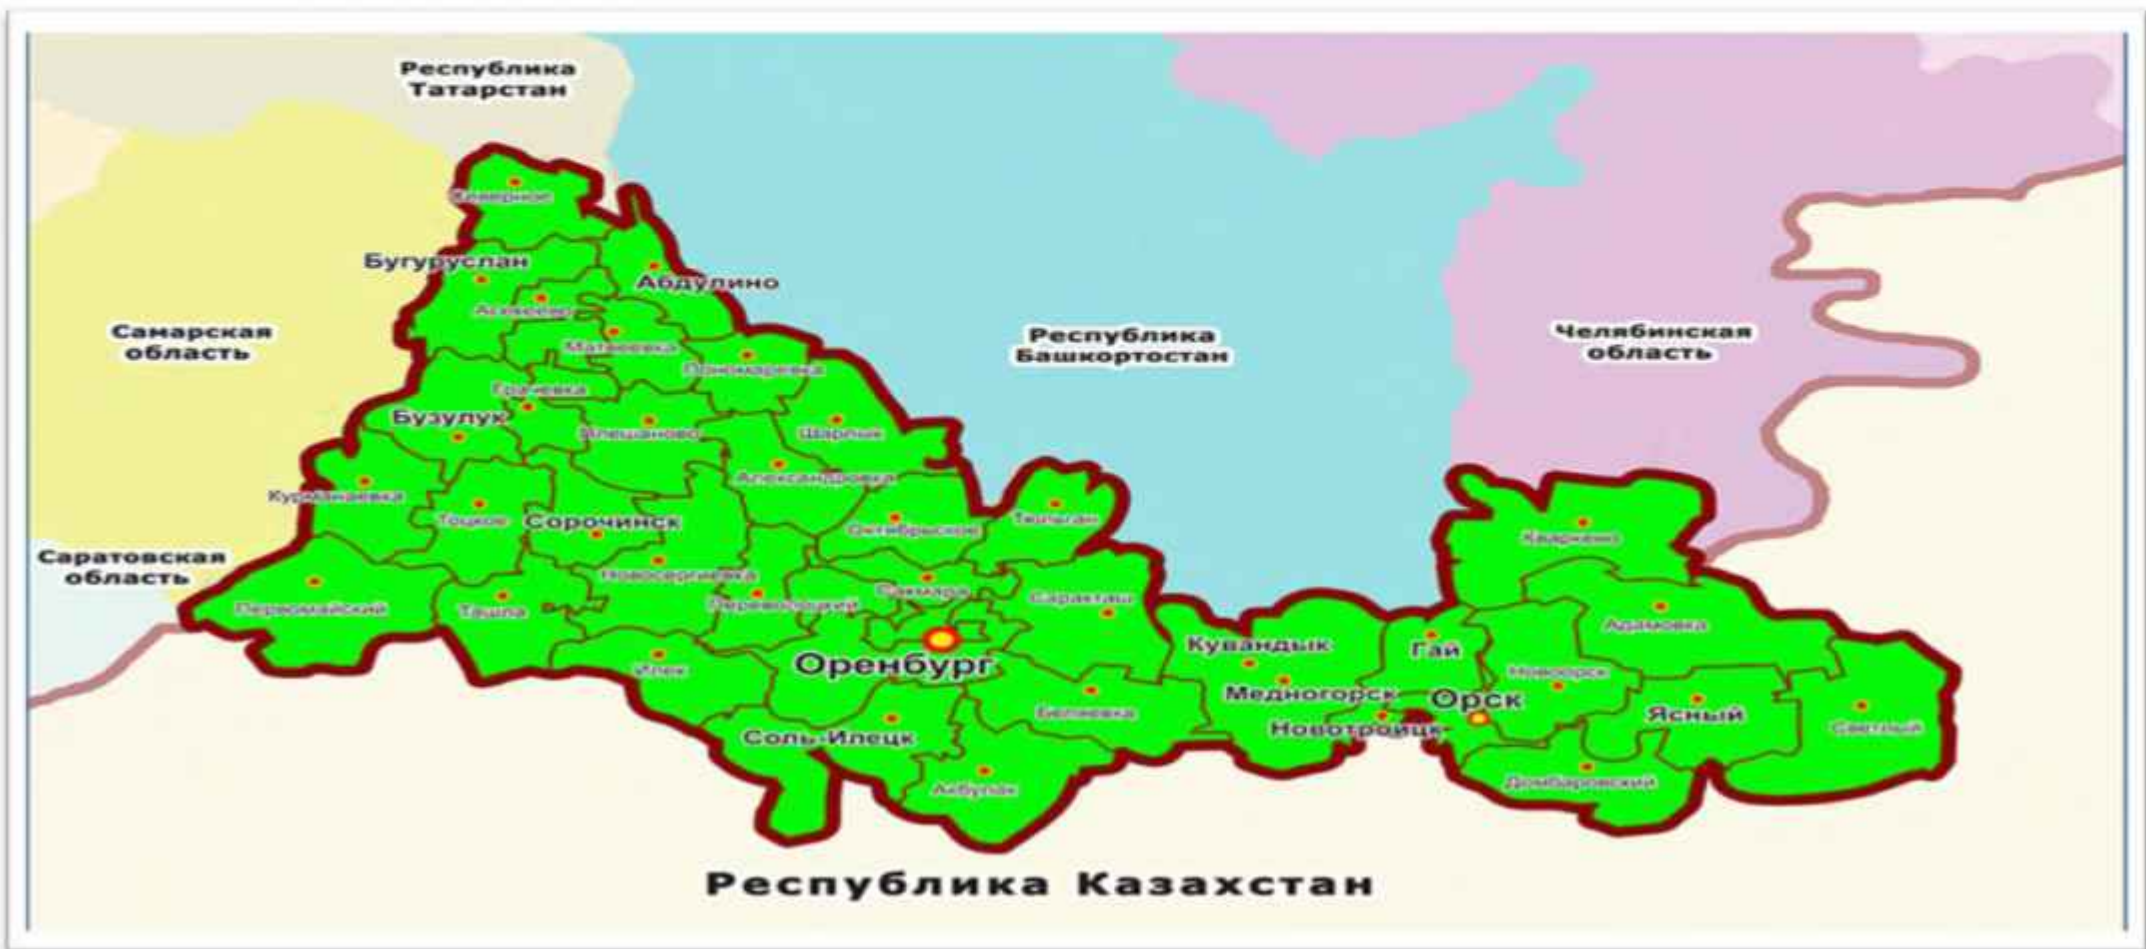 Республика
Татарстан
Северное
Бугуруслан
Абдулино
Асекеево
Самарская
область
Республика
Башкортостан
Челябинская
область
Матвеевка
Пономаревка
Грачевка
Бузулук
Плешаново
Шарлык
Александровка
Курманаевка
Тоцкое
Сорочинск
Октябрьское
Тюльган
Кваркено
Саратовская
область
Новосергиевка
Переволоцкий
Сакмара
Саракташ
Первомайский
Ташла
Адамовка
Кувандык
Гай
Илек
Оренбург
Новоорск
Медногорск
Орск
Беляевка
Ясный
Светлый
Новотроицк
Соль-Илецк
Акбулак
Домбаровский
Республика Казахстан